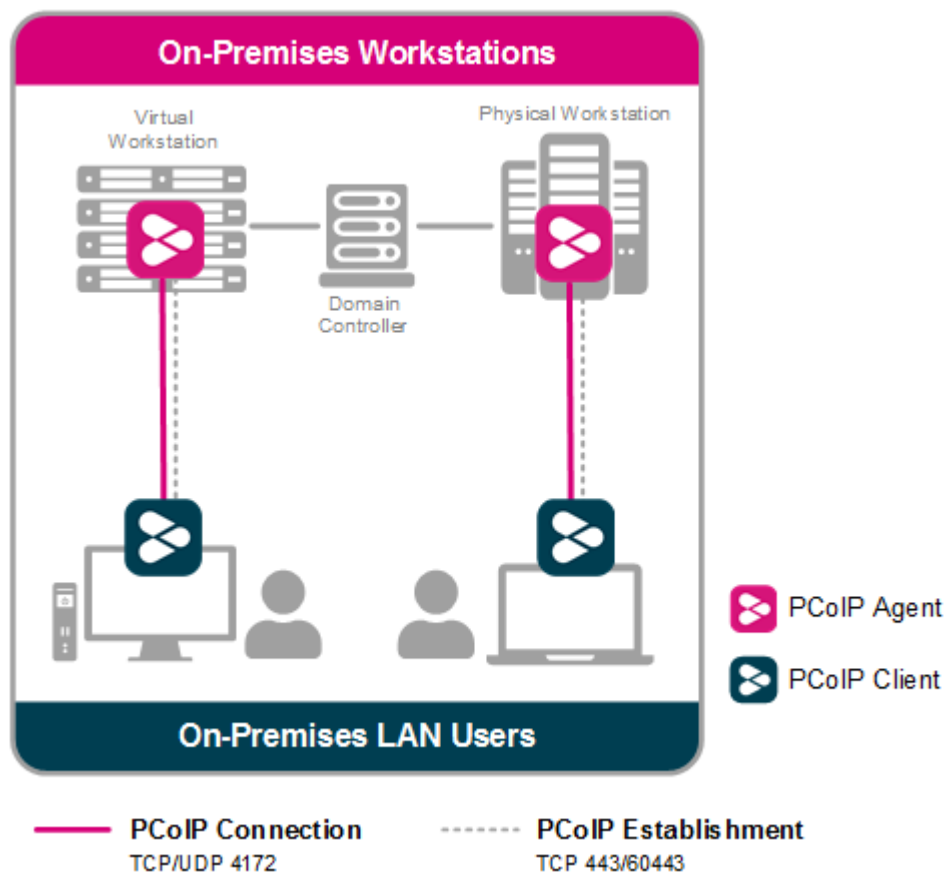 On-Premises Workstations
Virtual
Workstation
Physical Workstation
Domain
Controller
PCoIP Agent
PCoIP Client
On-Premises LAN Users
PCoIP Connection
TCP/UDP 4172
PCoIP Establishment
TCP 443/60443